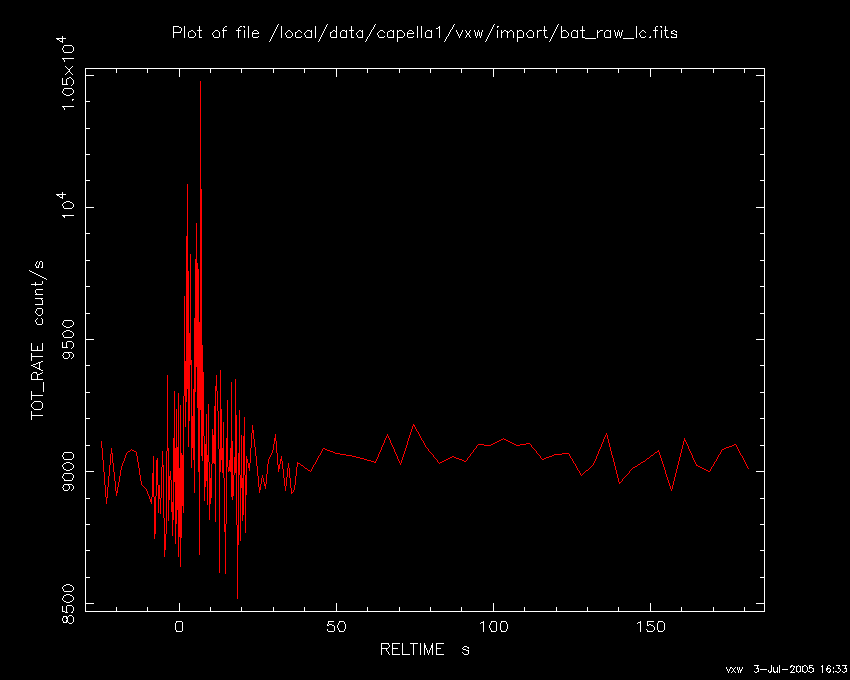 Plot of file /local/data/capella1/vxw/import/bat_raw_lc.fits
TOT_RATE count/s
1.05×10⁴
10⁴
9500
9000
8500
0 50 100 150
RELTIME s
vxw 3-Jul-2005 16:33